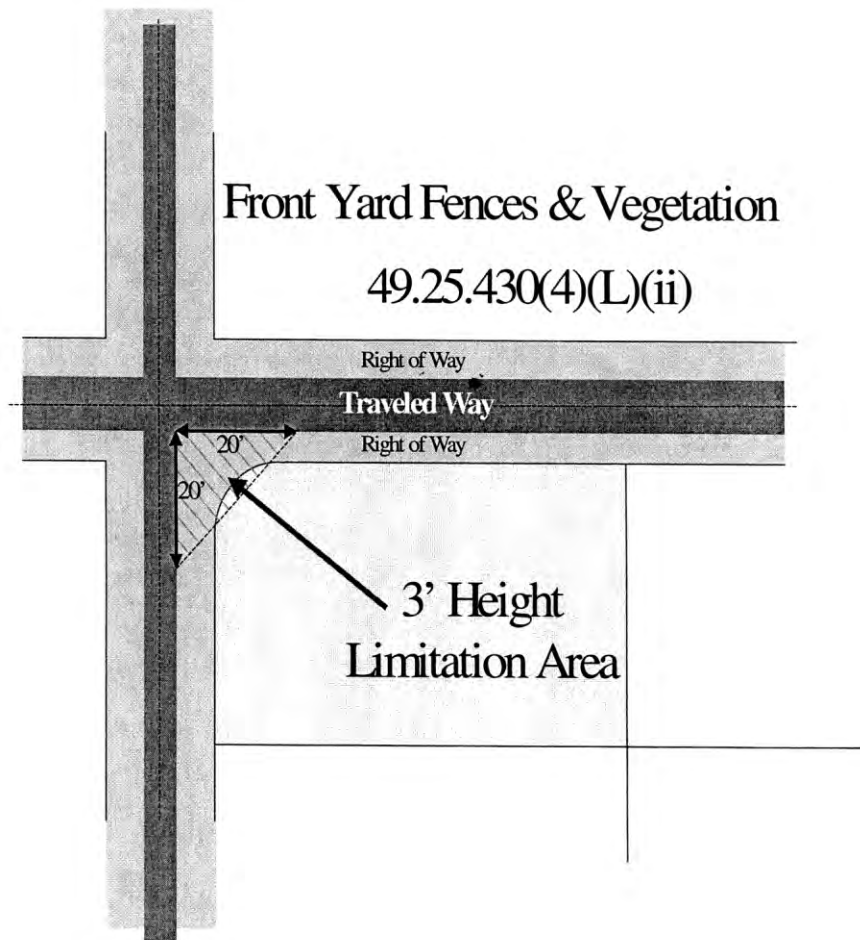 Front Yard Fences & Vegetation
49.25.430(4)(L)(ii)
Right of Way
Traveled Way
Right of Way
20'
20'
3’ Height
Limitation Area